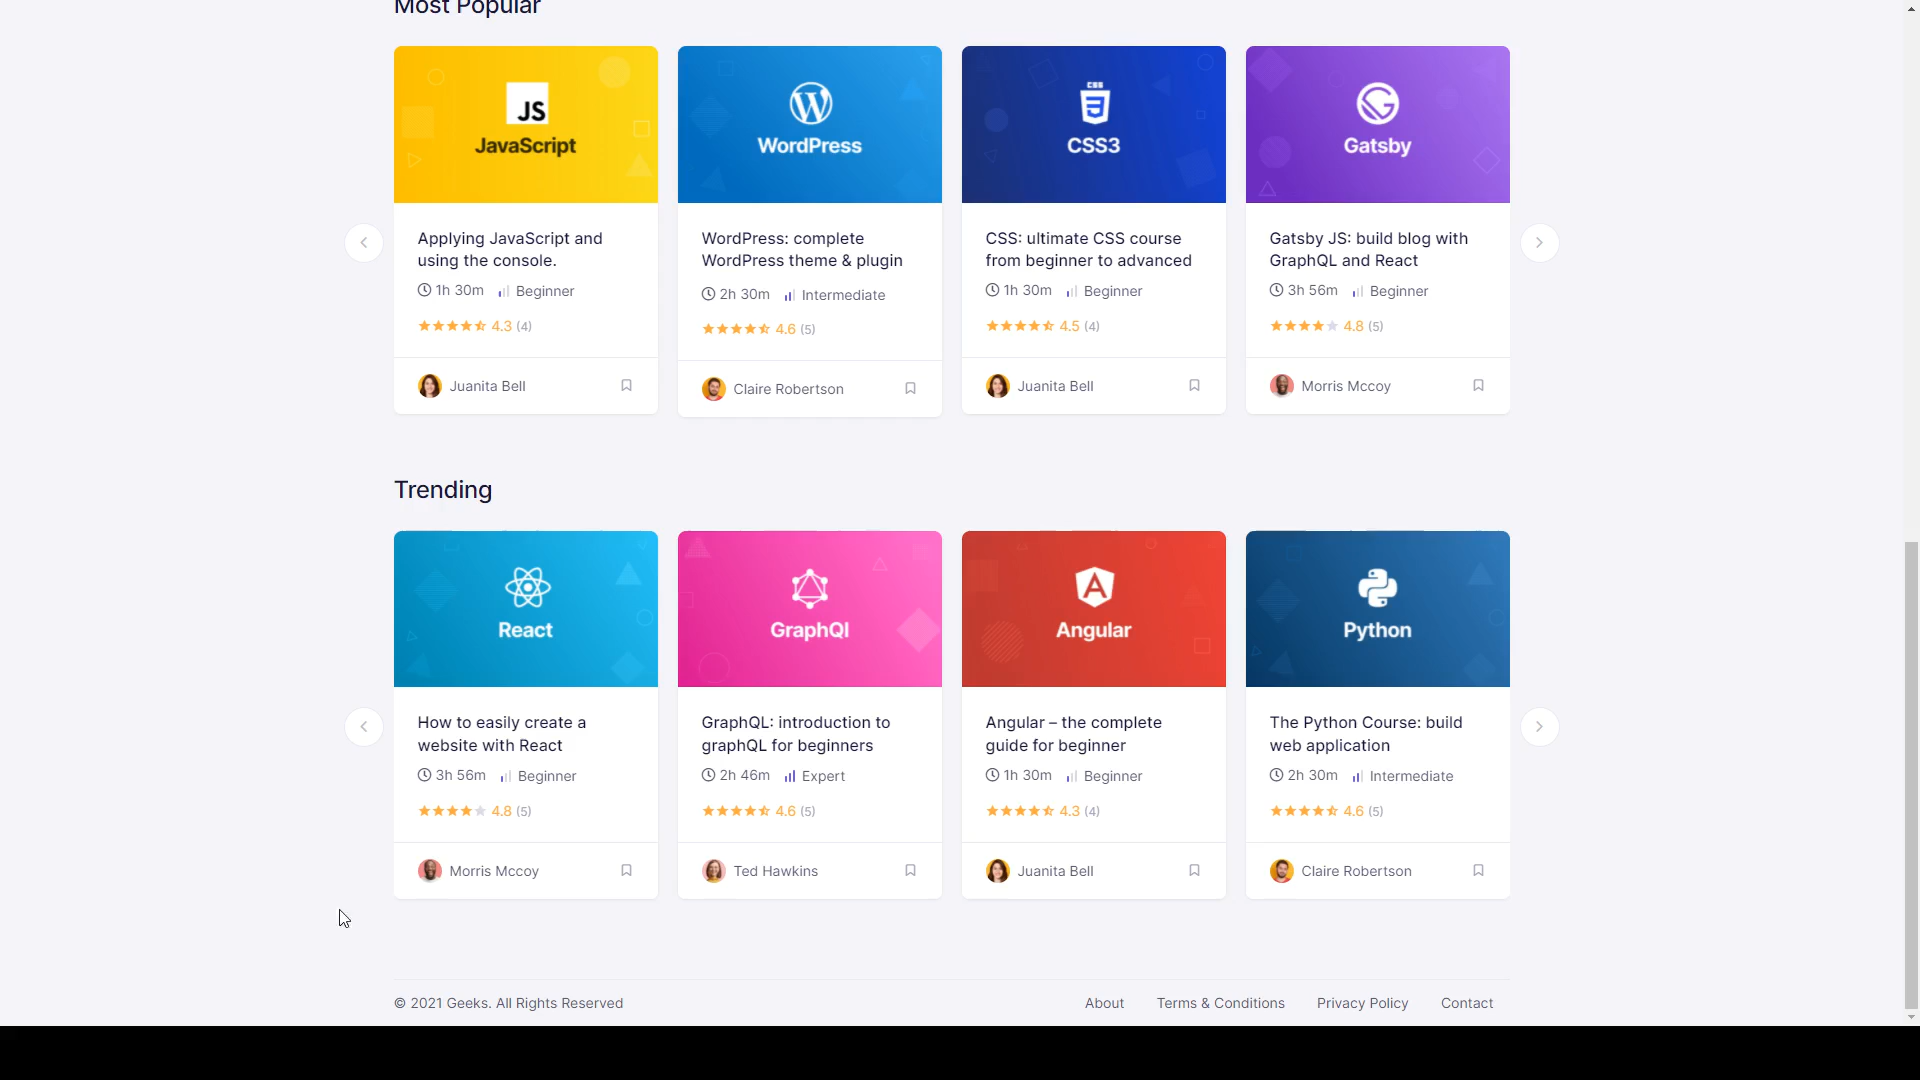 Most Popular
JS
JavaScript
WordPress
CSS
3
CSS3
Gatsby
Applying JavaScript and
using the console.
1h 30m Beginner
4.3 (4)
Juanita Bell
WordPress: complete
WordPress theme & plugin
2h 30m Intermediate
4.6 (5)
Claire Robertson
CSS: ultimate CSS course
from beginner to advanced
1h 30m Beginner
4.5 (4)
Juanita Bell
Gatsby JS: build blog with
GraphQL and React
3h 56m Beginner
4.8 (5)
Morris Mccoy
Trending
React
GraphQl
Angular
Python
How to easily create a
website with React
3h 56m Beginner
4.8 (5)
Morris Mccoy
GraphQL: introduction to
graphQL for beginners
2h 46m Expert
4.6 (5)
Ted Hawkins
Angular – the complete
guide for beginner
1h 30m Beginner
4.3 (4)
Juanita Bell
The Python Course: build
web application
2h 30m Intermediate
4.6 (5)
Claire Robertson
© 2021 Geeks. All Rights Reserved
About Terms & Conditions Privacy Policy Contact